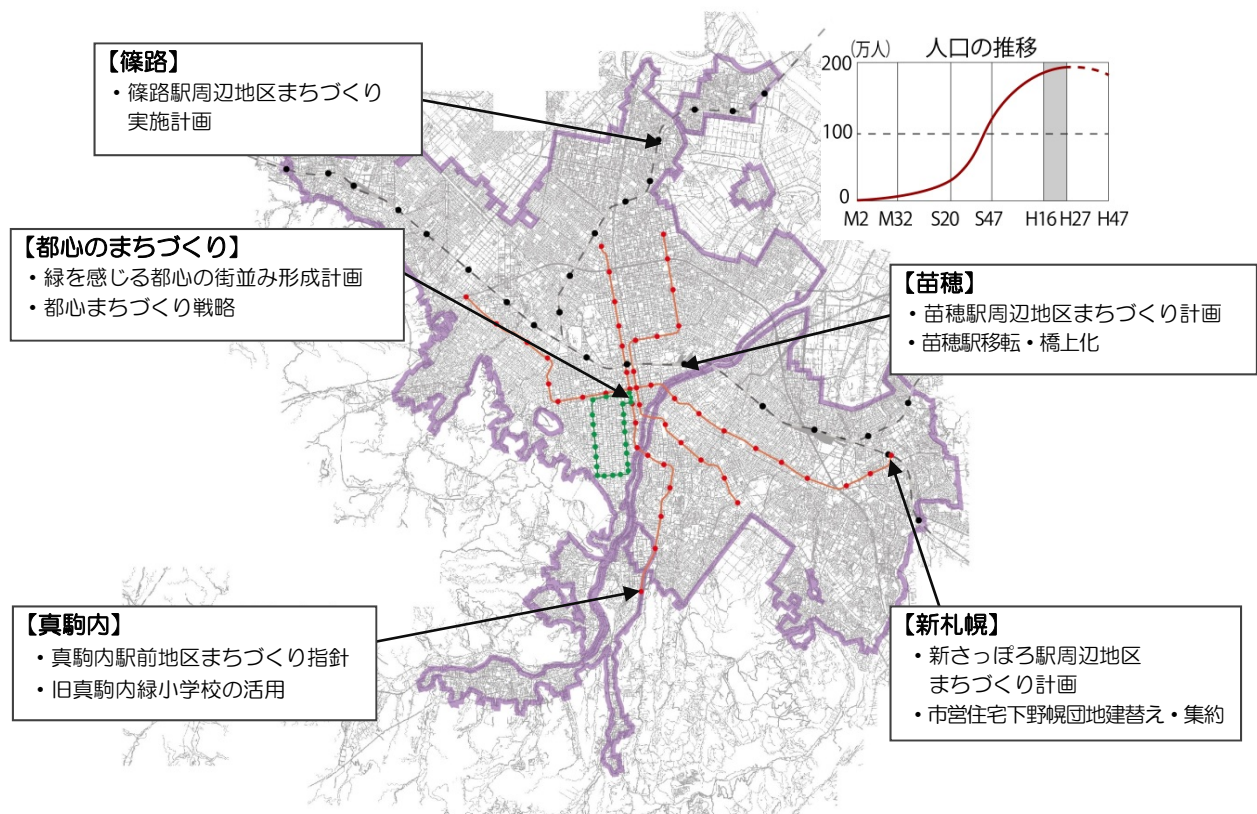 【篠路】
・篠路駅周辺地区まちづくり
実施計画
(万人)
人口の推移
200
100
0
M2 M32 S20 S47 H16 H27 H47
【都心のまちづくり】
・緑を感じる都心の街並み形成計画
・都心まちづくり戦略
【苗穂】
・苗穂駅周辺地区まちづくり計画
・苗穂駅移転・橋上化
【真駒内】
・真駒内駅前地区まちづくり指針
・旧真駒内緑小学校の活用
【新札幌】
・新さっぽろ駅周辺地区
まちづくり計画
・市営住宅下野幌団地建替え・集約